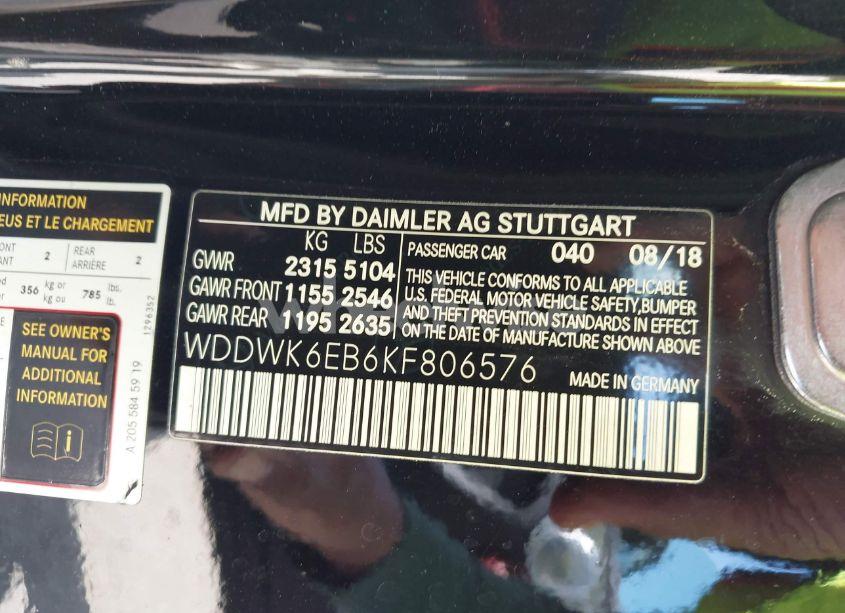 INFORMATION
EUS ET LE CHARGEMENT
2 REAR ARRIÈRE 2
356 kg or kg ou 785 lbs. lb.
SEE OWNER'S
MANUAL FOR
ADDITIONAL
INFORMATION
A 205 584 59 19
1296352
MFD BY DAIMLER AG STUTTGART
KG LBS
GVWR 2315 5104
GAWR FRONT 1155 2546
GAWR REAR 1195 2635
PASSENGER CAR 040 08/18
THIS VEHICLE CONFORMS TO ALL APPLICABLE
U.S. FEDERAL MOTOR VEHICLE SAFETY, BUMPER
AND THEFT PREVENTION STANDARDS IN EFFECT
ON THE DATE OF MANUFACTURE SHOWN ABOVE
WDDWK6EB6KF806576
MADE IN GERMANY